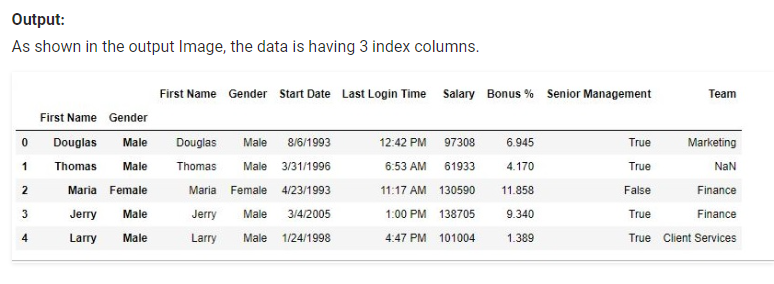 Output:
As shown in the output Image, the data is having 3 index columns.
First Name Gender Start Date Last Login Time Salary Bonus % Senior Management Team
First Name Gender
0 Douglas Male Douglas Male 8/6/1993 12:42 PM 97308 6.945 True Marketing
1 Thomas Male Thomas Male 3/31/1996 6:53 AM 61933 4.170 True NaN
2 Maria Female Maria Female 4/23/1993 11:17 AM 130590 11.858 False Finance
3 Jerry Male Jerry Male 3/4/2005 1:00 PM 138705 9.340 True Finance
4 Larry Male Larry Male 1/24/1998 4:47 PM 101004 1.389 True Client Services